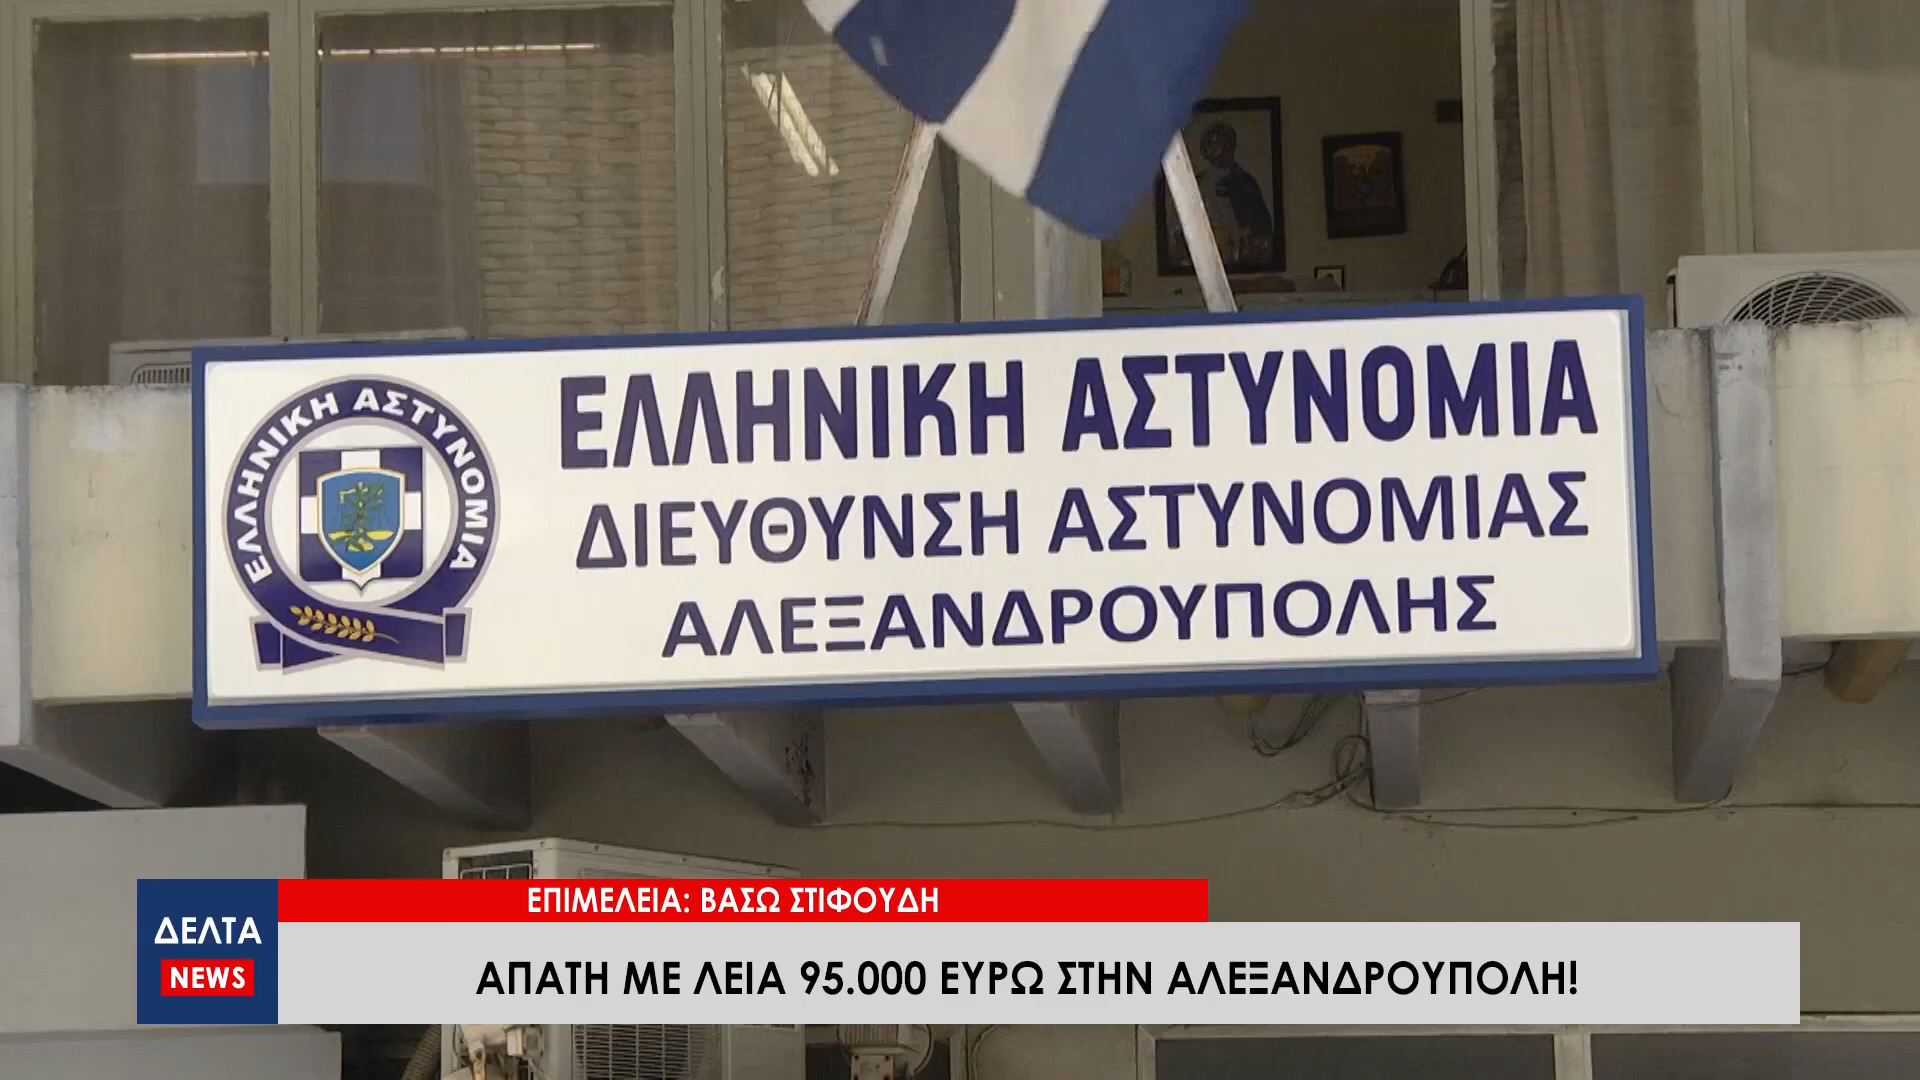 ΕΛΛΗΝΙΚΗ ΑΣΤΥΝΟΜΙΑ
ΕΛΛΗΝΙΚΗ ΑΣΤΥΝΟΜΙΑ
ΔΙΕΥΘΥΝΣΗ ΑΣΤΥΝΟΜΙΑΣ
ΑΛΕΞΑΝΔΡΟΥΠΟΛΗΣ
ΕΠΙΜΕΛΕΙΑ: ΒΑΣΩ ΣΤΙΦΟΥΔΗ
ΔΕΛΤΑ
NEWS
ΑΠΑΤΗ ΜΕ ΛΕΙΑ 95.000 ΕΥΡΩ ΣΤΗΝ ΑΛΕΞΑΝΔΡΟΥΠΟΛΗ!